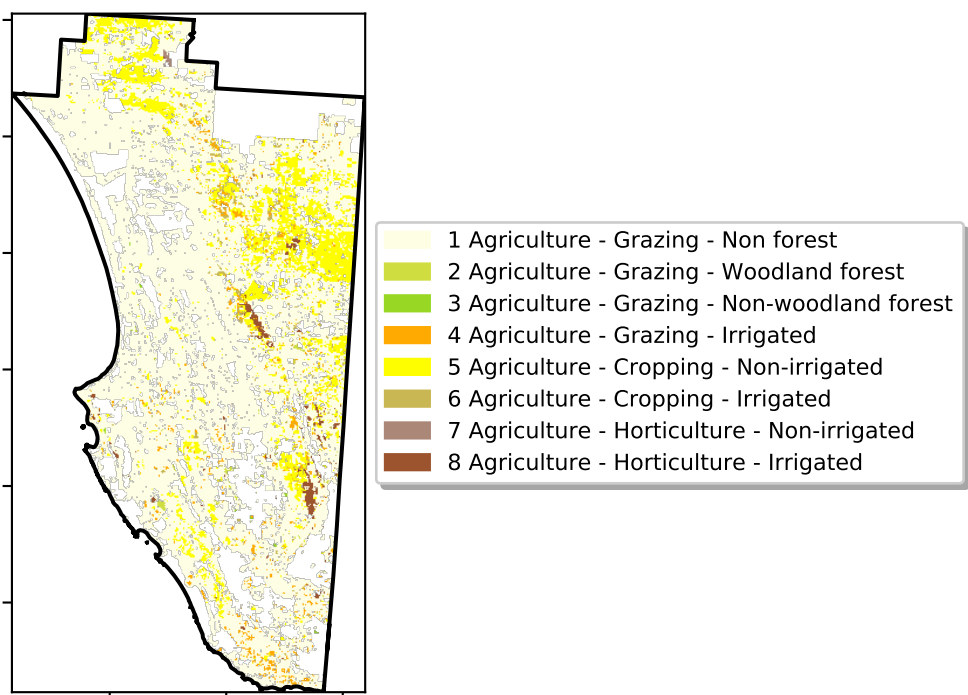 1 Agriculture - Grazing - Non forest
2 Agriculture - Grazing - Woodland forest
3 Agriculture - Grazing - Non-woodland forest
4 Agriculture - Grazing - Irrigated
5 Agriculture - Cropping - Non-irrigated
6 Agriculture - Cropping - Irrigated
7 Agriculture - Horticulture - Non-irrigated
8 Agriculture - Horticulture - Irrigated